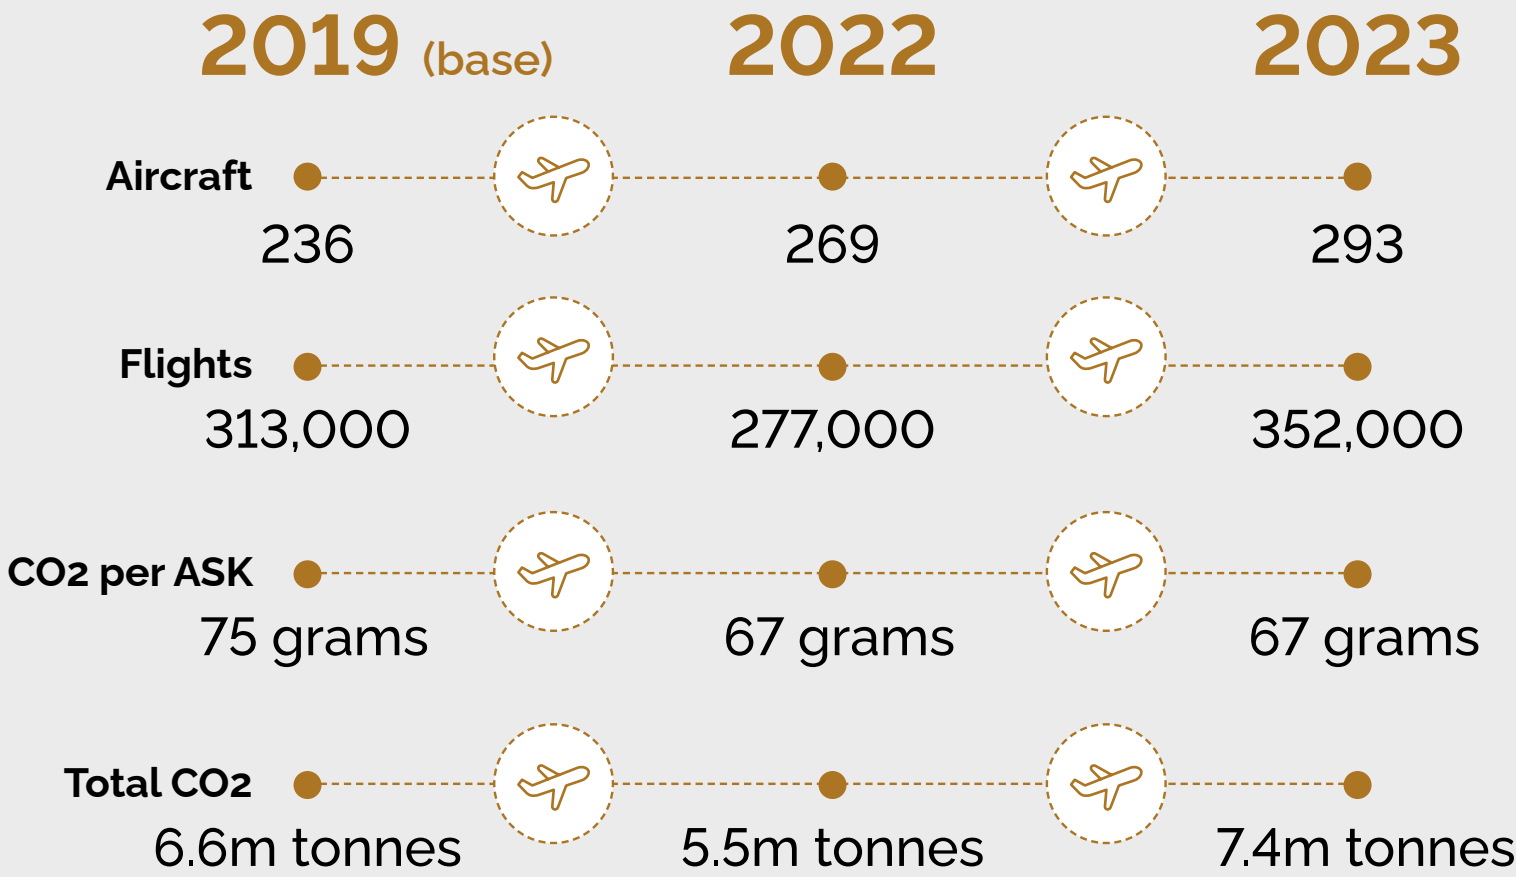 2019 (base) 2022 2023
Aircraft
236 269 293
Flights
313,000 277,000 352,000
CO2 per ASK
75 grams 67 grams 67 grams
Total CO2
6.6m tonnes 5.5m tonnes 7.4m tonnes